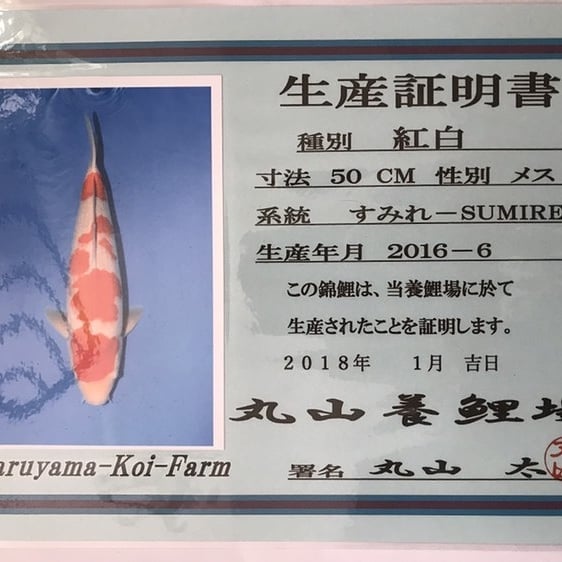 生産証明書
種別 紅白
寸法 50 CM 性別 メス
系統 すみれ－SUMIRE
生産年月 2016－6
この錦鯉は、当養鯉場に於て
生産されたことを証明します。
2018年 1月 吉日
丸山養鯉場
aruyama-Koi-Farm
署名 丸山 太